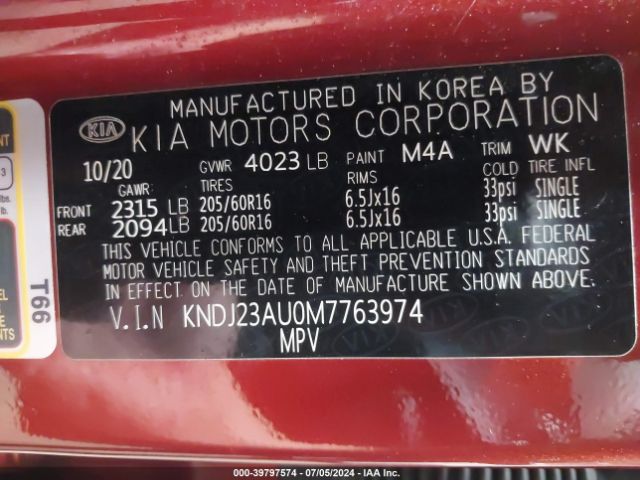 MANUFACTURED IN KOREA BY
KIA KIA MOTORS CORPORATION
10/20 GVWR 4023 LB PAINT M4A TRIM WK
GAWR TIRES RIMS COLD TIRE INFL
FRONT 2315 LB 205/60R16 6.5Jx16 33psi SINGLE
REAR 2094 LB 205/60R16 6.5Jx16 33psi SINGLE
THIS VEHICLE CONFORMS TO ALL APPLICABLE U.S.A. FEDERAL
MOTOR VEHICLE SAFETY AND THEFT PREVENTION STANDARDS
IN EFFECT ON THE DATE OF MANUFACTURE SHOWN ABOVE.
V.I.N KNDJ23AU0M7763974
MPV
T66
000-39797574 - 07/05/2024 - IAA Inc.